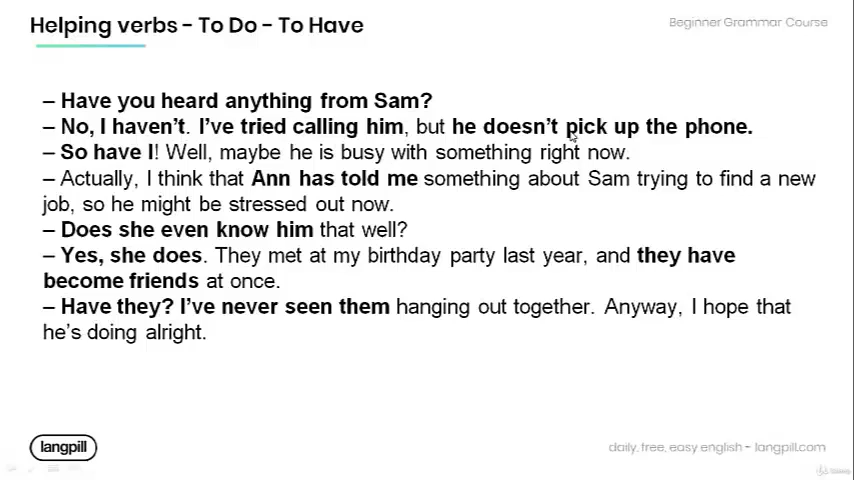 Helping verbs - To Do - To Have
Beginner Grammar Course
– Have you heard anything from Sam?
– No, I haven't. I've tried calling him, but he doesn't pick up the phone.
– So have I! Well, maybe he is busy with something right now.
– Actually, I think that Ann has told me something about Sam trying to find a new
job, so he might be stressed out now.
– Does she even know him that well?
– Yes, she does. They met at my birthday party last year, and they have
become friends at once.
– Have they? I've never seen them hanging out together. Anyway, I hope that
he's doing alright.
langpill
daily, free, easy english - langpill.com
Udemy